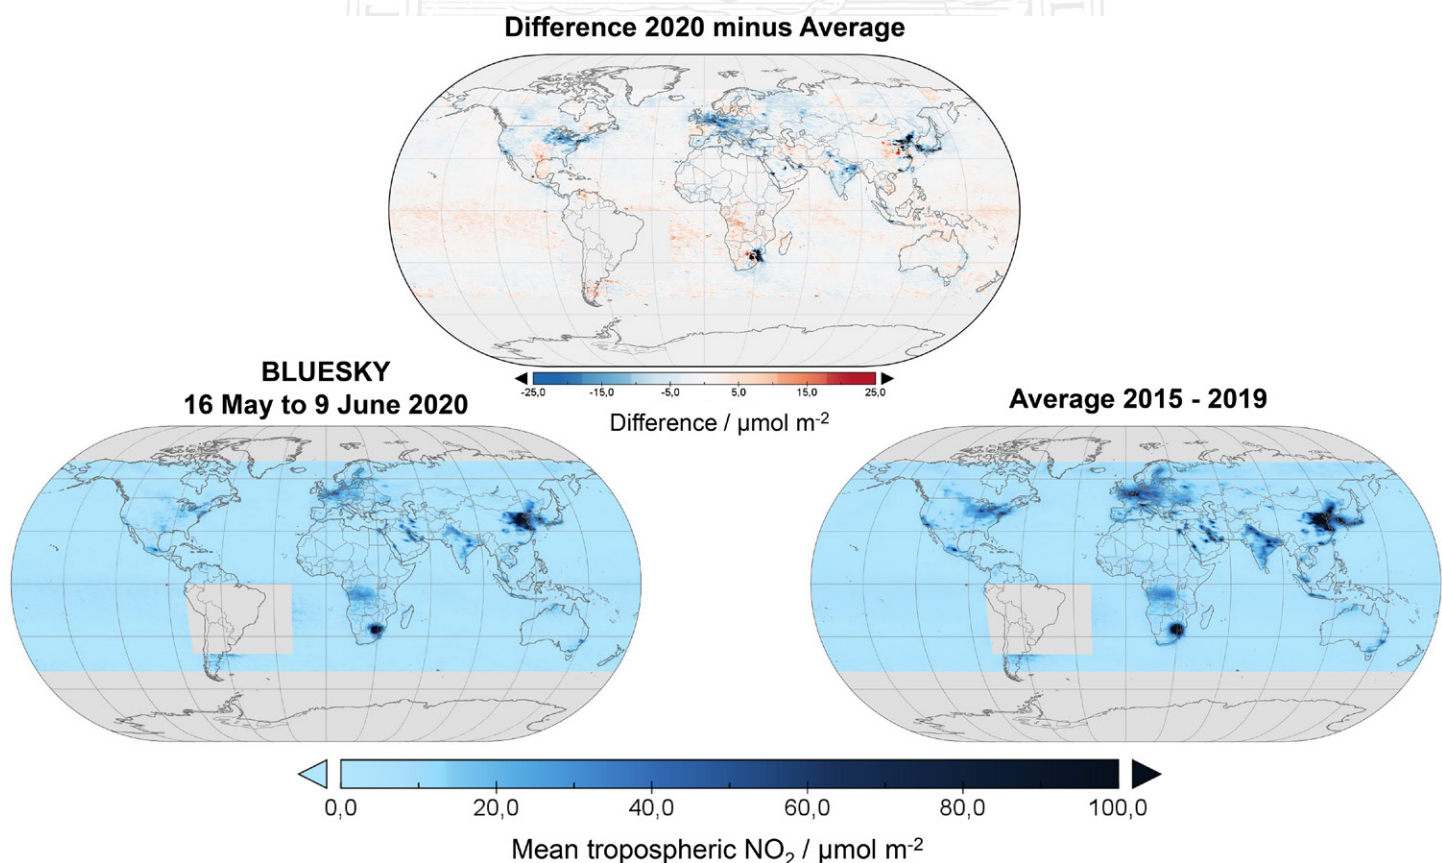 Difference 2020 minus Average
-25,0 -15,0 -5,0 5,0 15,0 25,0
Difference / µmol m-2
BLUESKY
16 May to 9 June 2020
Average 2015 - 2019
0,0 20,0 40,0 60,0 80,0 100,0
Mean tropospheric NO2 / µmol m-2